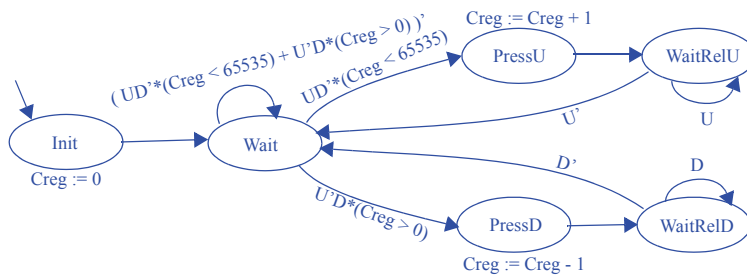 Creg := Creg + 1
( UD'*(Creg < 65535) + U'D*(Creg > 0) )'
UD'*(Creg < 65535)
PressU
WaitRelU
U
U'
Init
Wait
Creg := 0
D'
D
U'D*(Creg > 0)
PressD
WaitRelD
Creg := Creg - 1